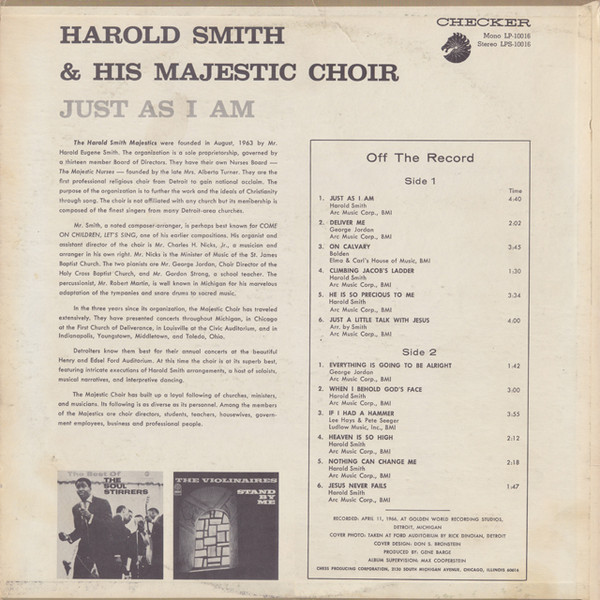 CHECKER
Mono LP-10016
Stereo LPS-10016
HAROLD SMITH
& HIS MAJESTIC CHOIR
JUST AS I AM
The Harold Smith Majestics were founded in August, 1963 by Mr.
Harold Eugene Smith. The organization is a sole proprietorship, governed by
a thirteen member Board of Directors. They have their own Nurses Board —
The Majestic Nurses — founded by the late Mrs. Alberta Turner. They are the
first professional religious choir from Detroit to gain national acclaim. The
purpose of the organization is to further the work and the ideals of Christianity
through song. The choir is not affiliated with any church but its membership is
composed of the finest singers from many Detroit-area churches.
Mr. Smith, a noted composer-arranger, is perhaps best known for COME
ON CHILDREN, LET'S SING, one of his earlier compositions. His organist and
assistant director of the choir is Mr. Charles H. Nicks, Jr., a musician and
arranger in his own right. Mr. Nicks is the Minister of Music of the St. James
Baptist Church. The two pianists are Mr. George Jordan, Choir Director of the
Holy Cross Baptist Church, and Mr. Gordon Strang, a school teacher. The
percussionist, Mr. Robert Martin, is well known in Michigan for his marvelous
adaptation of the tympanies and snare drums to sacred music.
In the three years since its organization, the Majestic Choir has traveled
extensively. They have presented concerts throughout Michigan, in Chicago
at the First Church of Deliverance, in Louisville at the Civic Auditorium, and in
Indianapolis, Youngstown, Middletown, and Toledo, Ohio.
Detroiters know them best for their annual concerts at the beautiful
Henry and Edsel Ford Auditorium. At this time the choir is at its superb best,
featuring intricate executions of Harold Smith arrangements, a host of soloists,
musical narratives, and interpretive dancing.
The Majestic Choir has built up a loyal following of churches, ministers,
and musicians. Its following is as diverse as its personnel. Among the members
of the Majestics are choir directors, students, teachers, housewives, govern-
ment employees, business and professional people.
The Best Of
THE
SOUL
STIRRERS
THE VIOLINAIRES
STAND
BY
ME
Off The Record
Side 1
Time
1. JUST AS I AM 4:40
Harold Smith
Arc Music Corp., BMI
2. DELIVER ME 2:02
George Jordan
Arc Music Corp., BMI
3. ON CALVARY 3:45
Bolden
Elma & Carl's House of Music, BMI
4. CLIMBING JACOB'S LADDER 1:30
Harold Smith
Arc Music Corp., BMI
5. HE IS SO PRECIOUS TO ME 3:34
Harold Smith
Arc Music Corp., BMI
6. JUST A LITTLE TALK WITH JESUS 4:00
Arr. by Smith
Arc Music Corp., BMI
Side 2
1. EVERYTHING IS GOING TO BE ALRIGHT 1:42
George Jordan
Arc Music Corp., BMI
2. WHEN I BEHOLD GOD'S FACE 3:00
Harold Smith
Arc Music Corp., BMI
3. IF I HAD A HAMMER 3:55
Lee Hays & Pete Seeger
Ludlow Music, Inc., BMI
4. HEAVEN IS SO HIGH 2:12
Harold Smith
Arc Music Corp., BMI
5. NOTHING CAN CHANGE ME 2:18
Harold Smith
Arc Music Corp., BMI
6. JESUS NEVER FAILS 1:47
Harold Smith
Arc Music Corp., BMI
RECORDED: APRIL 11, 1966, AT GOLDEN WORLD RECORDING STUDIOS,
DETROIT, MICHIGAN
COVER PHOTO: TAKEN AT FORD AUDITORIUM BY RICK DINOIAN, DETROIT
COVER DESIGN: DON S. BRONSTEIN
PRODUCED BY: GENE BARGE
ALBUM SUPERVISION: MAX COOPERSTEIN
CHESS PRODUCING CORPORATION, 2120 SOUTH MICHIGAN AVENUE, CHICAGO, ILLINOIS 60616